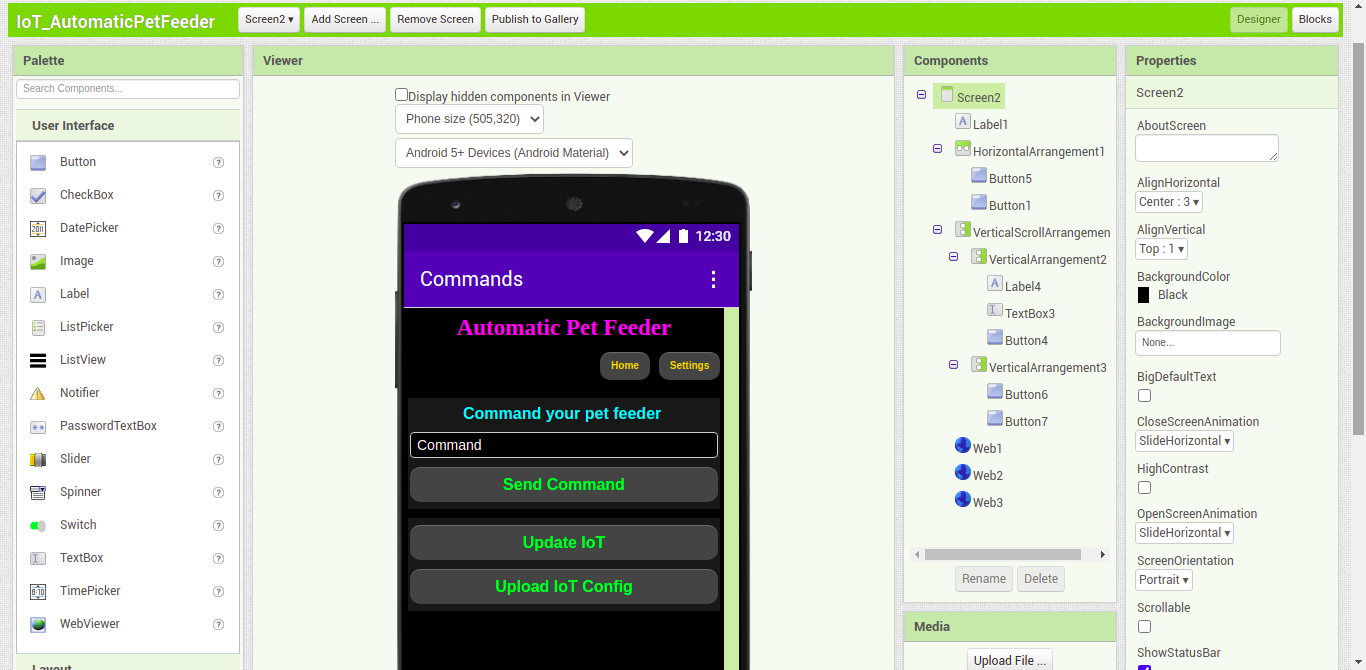 IoT_AutomaticPetFeeder
Screen2 ▾ Add Screen ... Remove Screen Publish to Gallery Designer Blocks
Palette
Search Components...
User Interface
Button ?
CheckBox ?
DatePicker ?
Image ?
Label ?
ListPicker ?
ListView ?
Notifier ?
PasswordTextBox ?
Slider ?
Spinner ?
Switch ?
TextBox ?
TimePicker ?
WebViewer ?
Layout
Viewer
Display hidden components in Viewer
Phone size (505,320)
Android 5+ Devices (Android Material)
12:30
Commands
Automatic Pet Feeder
Home Settings
Command your pet feeder
Command
Send Command
Update IoT
Upload IoT Config
Components
Screen2
A Label1
HorizontalArrangement1
Button5
Button1
VerticalScrollArrangemen
VerticalArrangement2
A Label4
TextBox3
Button4
VerticalArrangement3
Button6
Button7
Web1
Web2
Web3
Rename Delete
Media
Upload File ...
Properties
Screen2
AboutScreen
AlignHorizontal
Center : 3 ▾
AlignVertical
Top : 1 ▾
BackgroundColor
Black
BackgroundImage
None...
BigDefaultText
CloseScreenAnimation
SlideHorizontal ▾
HighContrast
OpenScreenAnimation
SlideHorizontal ▾
ScreenOrientation
Portrait ▾
Scrollable
ShowStatusBar